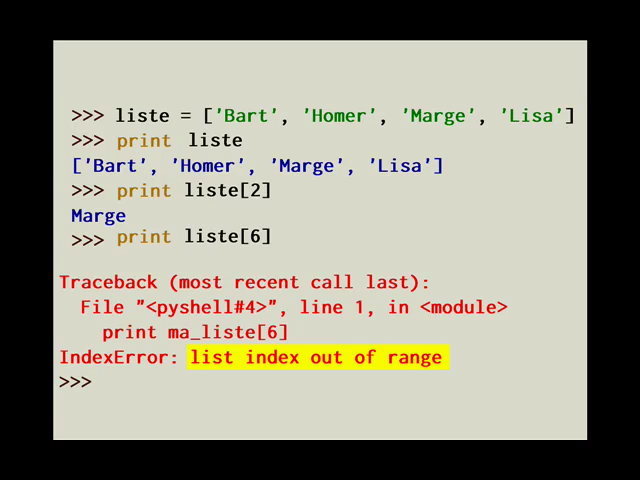 >>> liste = ['Bart', 'Homer', 'Marge', 'Lisa']
>>> print liste
['Bart', 'Homer', 'Marge', 'Lisa']
>>> print liste[2]
Marge
>>> print liste[6]
Traceback (most recent call last):
File "<pyshell#4>", line 1, in <module>
print ma_liste[6]
IndexError: list index out of range
>>>